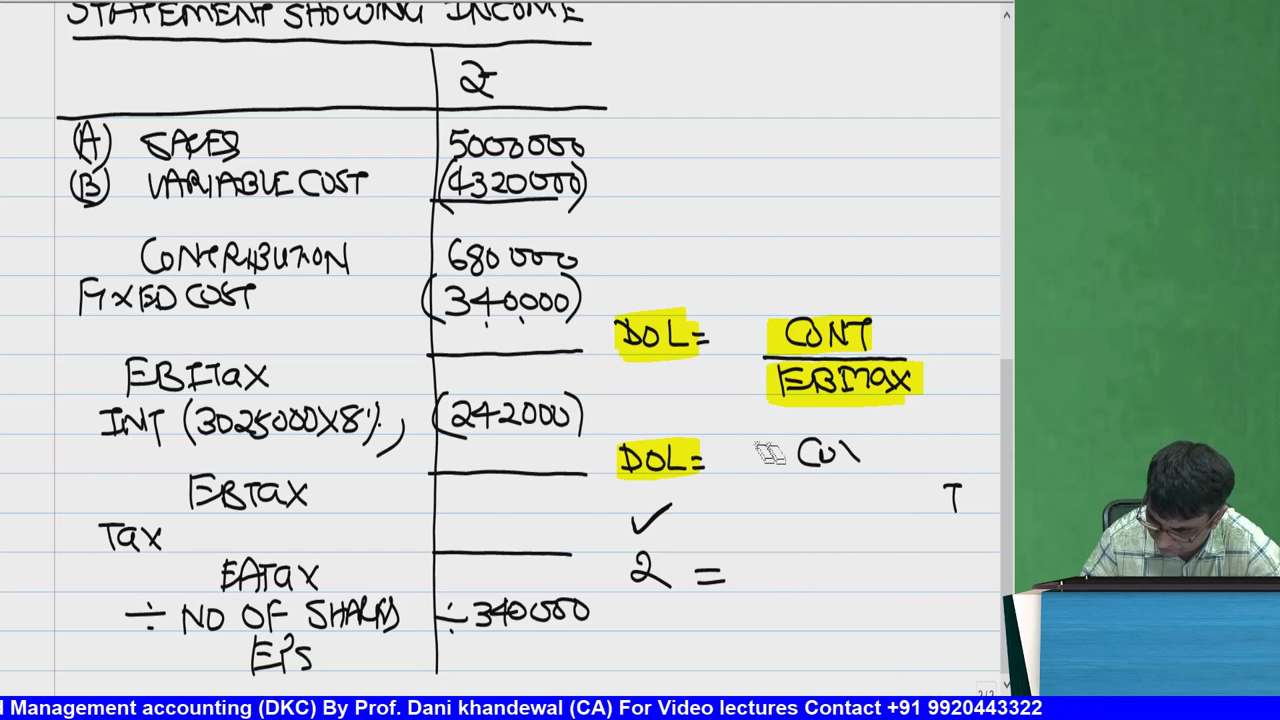 STATEMENT SHOWING INCOME
₹
(A) SALES 5000000
(B) VARIABLE COST (4320000)
CONTRIBUTION 680000
FIXED COST (340000)
DOL = CONT
EBITAX
EBITAX
INT (3025000X8%) (242000)
DOL = CON
EBTAX
T
TAX
2 =
EATAX
÷ NO OF SHARES ÷340000
EPS
d Management accounting (DKC) By Prof. Dani khandewal (CA) For Video lectures Contact +91 9920443322